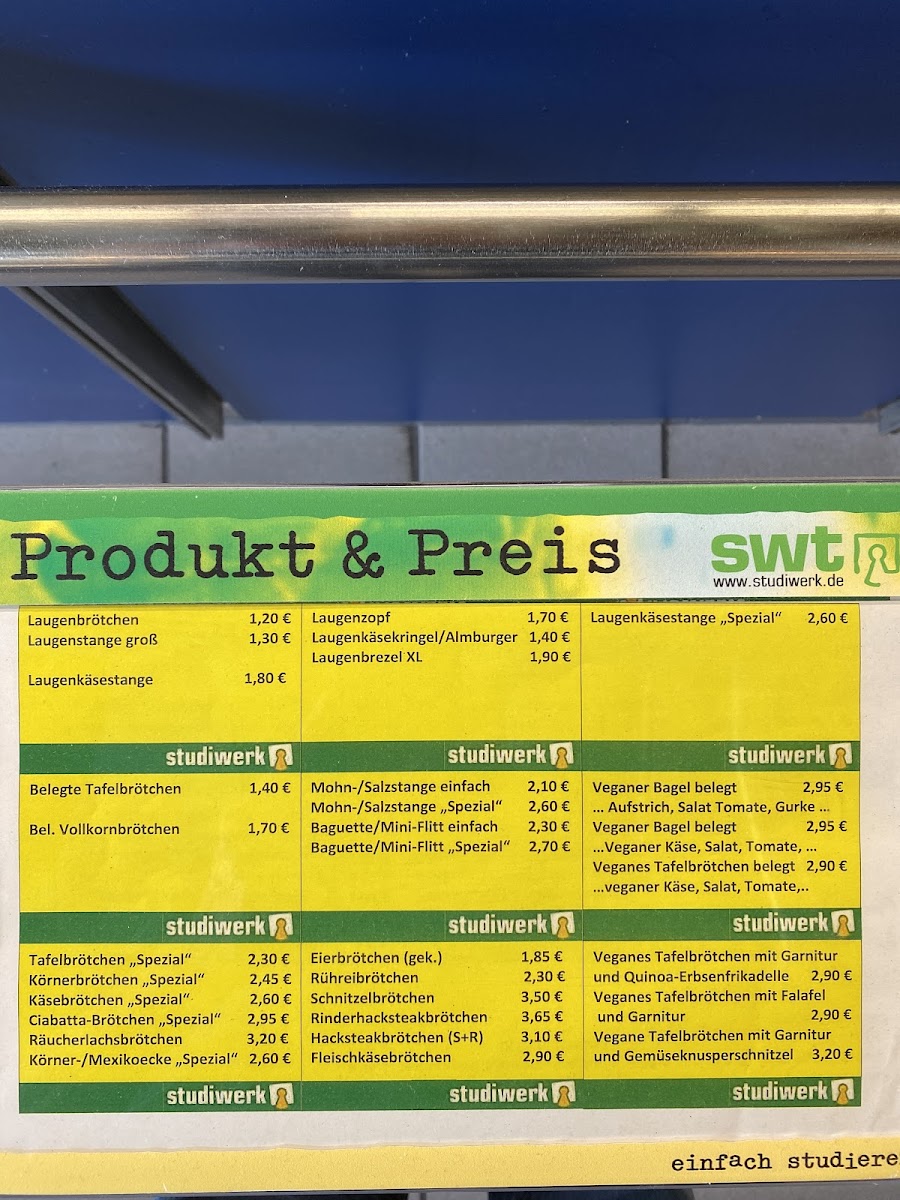 Produkt & Preis
swt
www.studiwerk.de
Laugenbrötchen 1,20 €
Laugenstange groß 1,30 €
Laugenkäsestange 1,80 €
studiwerk
Laugenzopf 1,70 €
Laugenkäsekringel/Almburger 1,40 €
Laugenbrezel XL 1,90 €
studiwerk
Laugenkäsestange „Spezial“ 2,60 €
studiwerk
Belegte Tafelbrötchen 1,40 €
Bel. Vollkornbrötchen 1,70 €
studiwerk
Mohn-/Salzstange einfach 2,10 €
Mohn-/Salzstange „Spezial“ 2,60 €
Baguette/Mini-Flitt einfach 2,30 €
Baguette/Mini-Flitt „Spezial“ 2,70 €
studiwerk
Veganer Bagel belegt 2,95 €
... Aufstrich, Salat Tomate, Gurke ...
Veganer Bagel belegt 2,95 €
...Veganer Käse, Salat, Tomate, ...
Veganes Tafelbrötchen belegt 2,90 €
...veganer Käse, Salat, Tomate,..
studiwerk
Tafelbrötchen „Spezial“ 2,30 €
Körnerbrötchen „Spezial“ 2,45 €
Käsebrötchen „Spezial“ 2,60 €
Ciabatta-Brötchen „Spezial“ 2,95 €
Räucherlachsbrötchen 3,20 €
Körner-/Mexikoecke „Spezial“ 2,60 €
studiwerk
Eierbrötchen (gek.) 1,85 €
Rühreibrötchen 2,30 €
Schnitzelbrötchen 3,50 €
Rinderhacksteakbrötchen 3,65 €
Hacksteakbrötchen (S+R) 3,10 €
Fleischkäsebrötchen 2,90 €
studiwerk
Veganes Tafelbrötchen mit Garnitur
und Quinoa-Erbsenfrikadelle 2,90 €
Veganes Tafelbrötchen mit Falafel
und Garnitur 2,90 €
Vegane Tafelbrötchen mit Garnitur
und Gemüseknusperschnitzel 3,20 €
studiwerk
einfach studiere